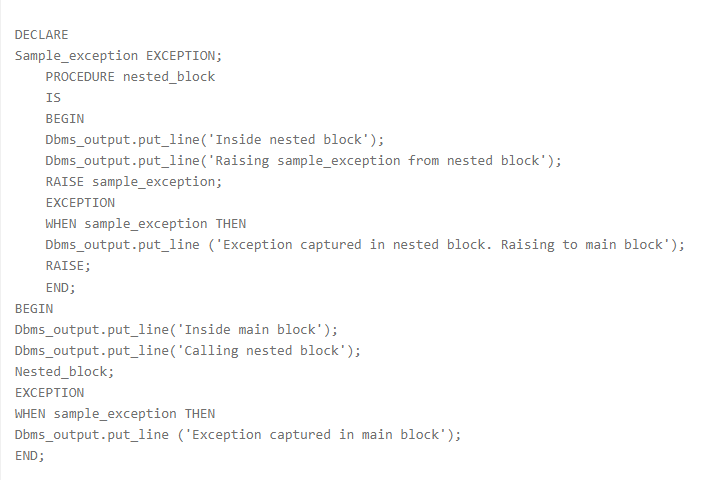 DECLARE
Sample_exception EXCEPTION;
PROCEDURE nested_block
IS
BEGIN
Dbms_output.put_line('Inside nested block');
Dbms_output.put_line('Raising sample_exception from nested block');
RAISE sample_exception;
EXCEPTION
WHEN sample_exception THEN
Dbms_output.put_line ('Exception captured in nested block. Raising to main block');
RAISE;
END;
BEGIN
Dbms_output.put_line('Inside main block');
Dbms_output.put_line('Calling nested block');
Nested_block;
EXCEPTION
WHEN sample_exception THEN
Dbms_output.put_line ('Exception captured in main block');
END;